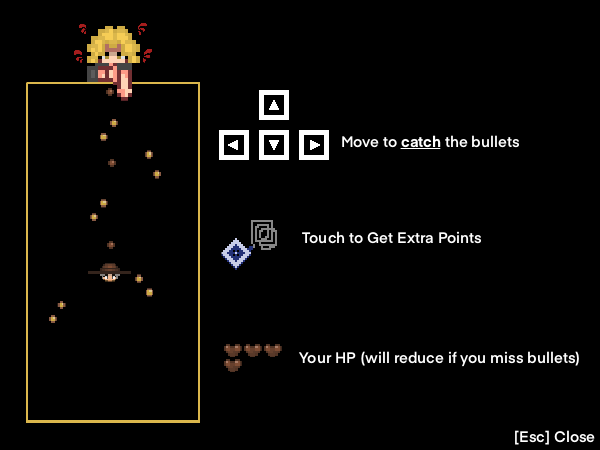 Move to catch the bullets
Touch to Get Extra Points
Your HP (will reduce if you miss bullets)
[Esc] Close